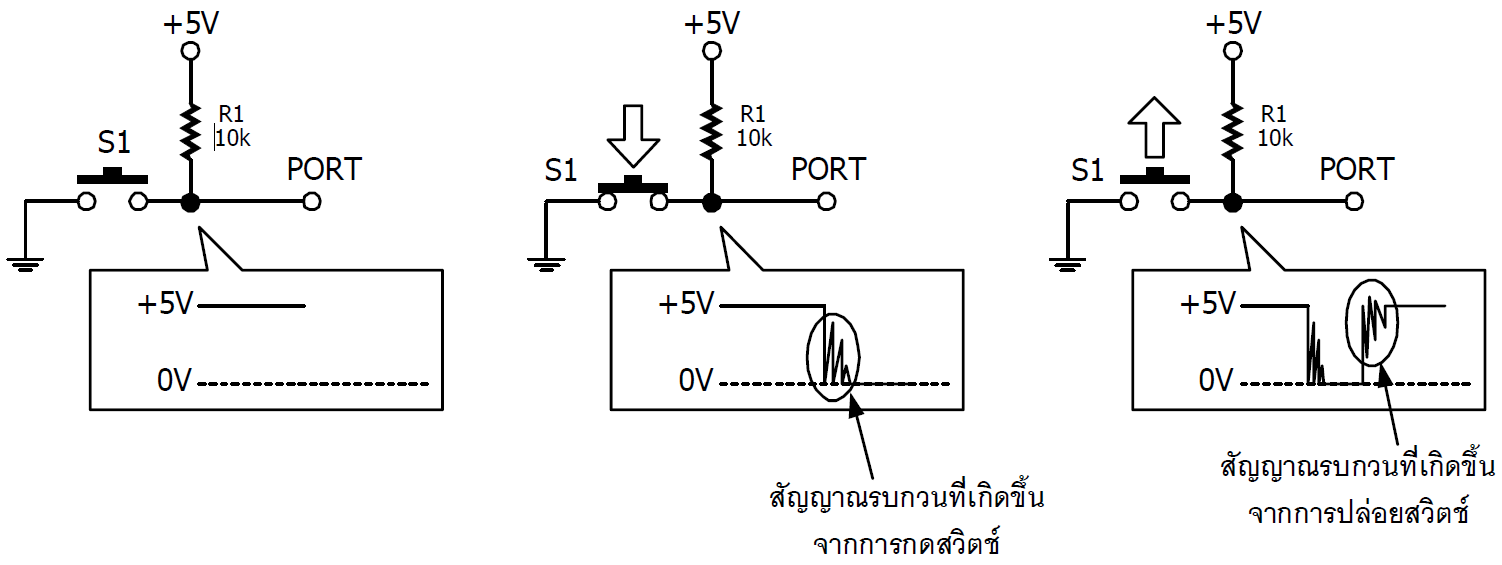 +5V
R1
10k
S1
PORT
+5V
0V
+5V
R1
10k
S1
PORT
+5V
0V
สัญญาณรบกวนที่เกิดขึ้น
จากการกดสวิตช์
+5V
R1
10k
S1
PORT
+5V
0V
สัญญาณรบกวนที่เกิดขึ้น
จากการปล่อยสวิตช์